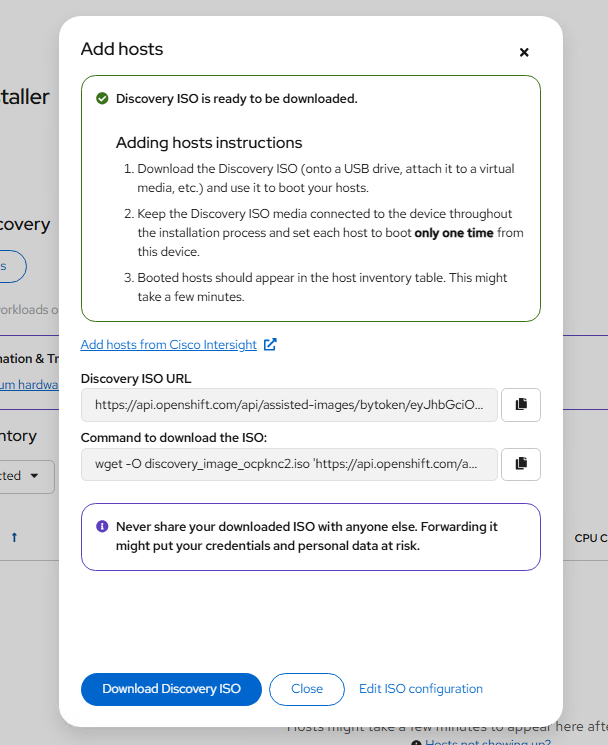 Add hosts
taller
Discovery ISO is ready to be downloaded.
Adding hosts instructions
1. Download the Discovery ISO (onto a USB drive, attach it to a virtual
media, etc.) and use it to boot your hosts.
2. Keep the Discovery ISO media connected to the device throughout
the installation process and set each host to boot only one time from
this device.
3. Booted hosts should appear in the host inventory table. This might
take a few minutes.
covery
s
orkloads o
Add hosts from Cisco Intersight
nation & Tr
um hardwa
Discovery ISO URL
https://api.openshift.com/api/assisted-images/bytoken/eyJhbGciO...
Command to download the ISO:
ntory
wget -O discovery_image_ocpknc2.iso 'https://api.openshift.com/a...
cted
Never share your downloaded ISO with anyone else. Forwarding it
might put your credentials and personal data at risk.
CPU C
Download Discovery ISO
Close
Edit ISO configuration
Hosts might take a few minutes to appear here afte
Hosts not showing up?